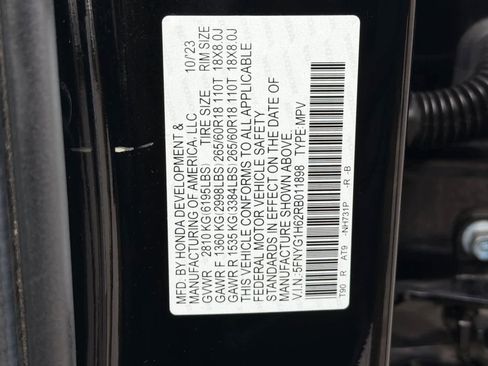 MFD. BY HONDA DEVELOPMENT &
MANUFACTURING OF AMERICA, LLC 10/23
GVWR 2810 KG(6195LBS) TIRE SIZE RIM SIZE
GAWR F 1360 KG(2998LBS) 265/60R18 110T 18X8.0J
GAWR R 1535 KG(3384LBS) 265/60R18 110T 18X8.0J
THIS VEHICLE CONFORMS TO ALL APPLICABLE
FEDERAL MOTOR VEHICLE SAFETY
STANDARDS IN EFFECT ON THE DATE OF
MANUFACTURE SHOWN ABOVE.
V.I.N.:5FNYG1H62RB011898 TYPE:MPV
T90 R AT9 -NH731P -R -B